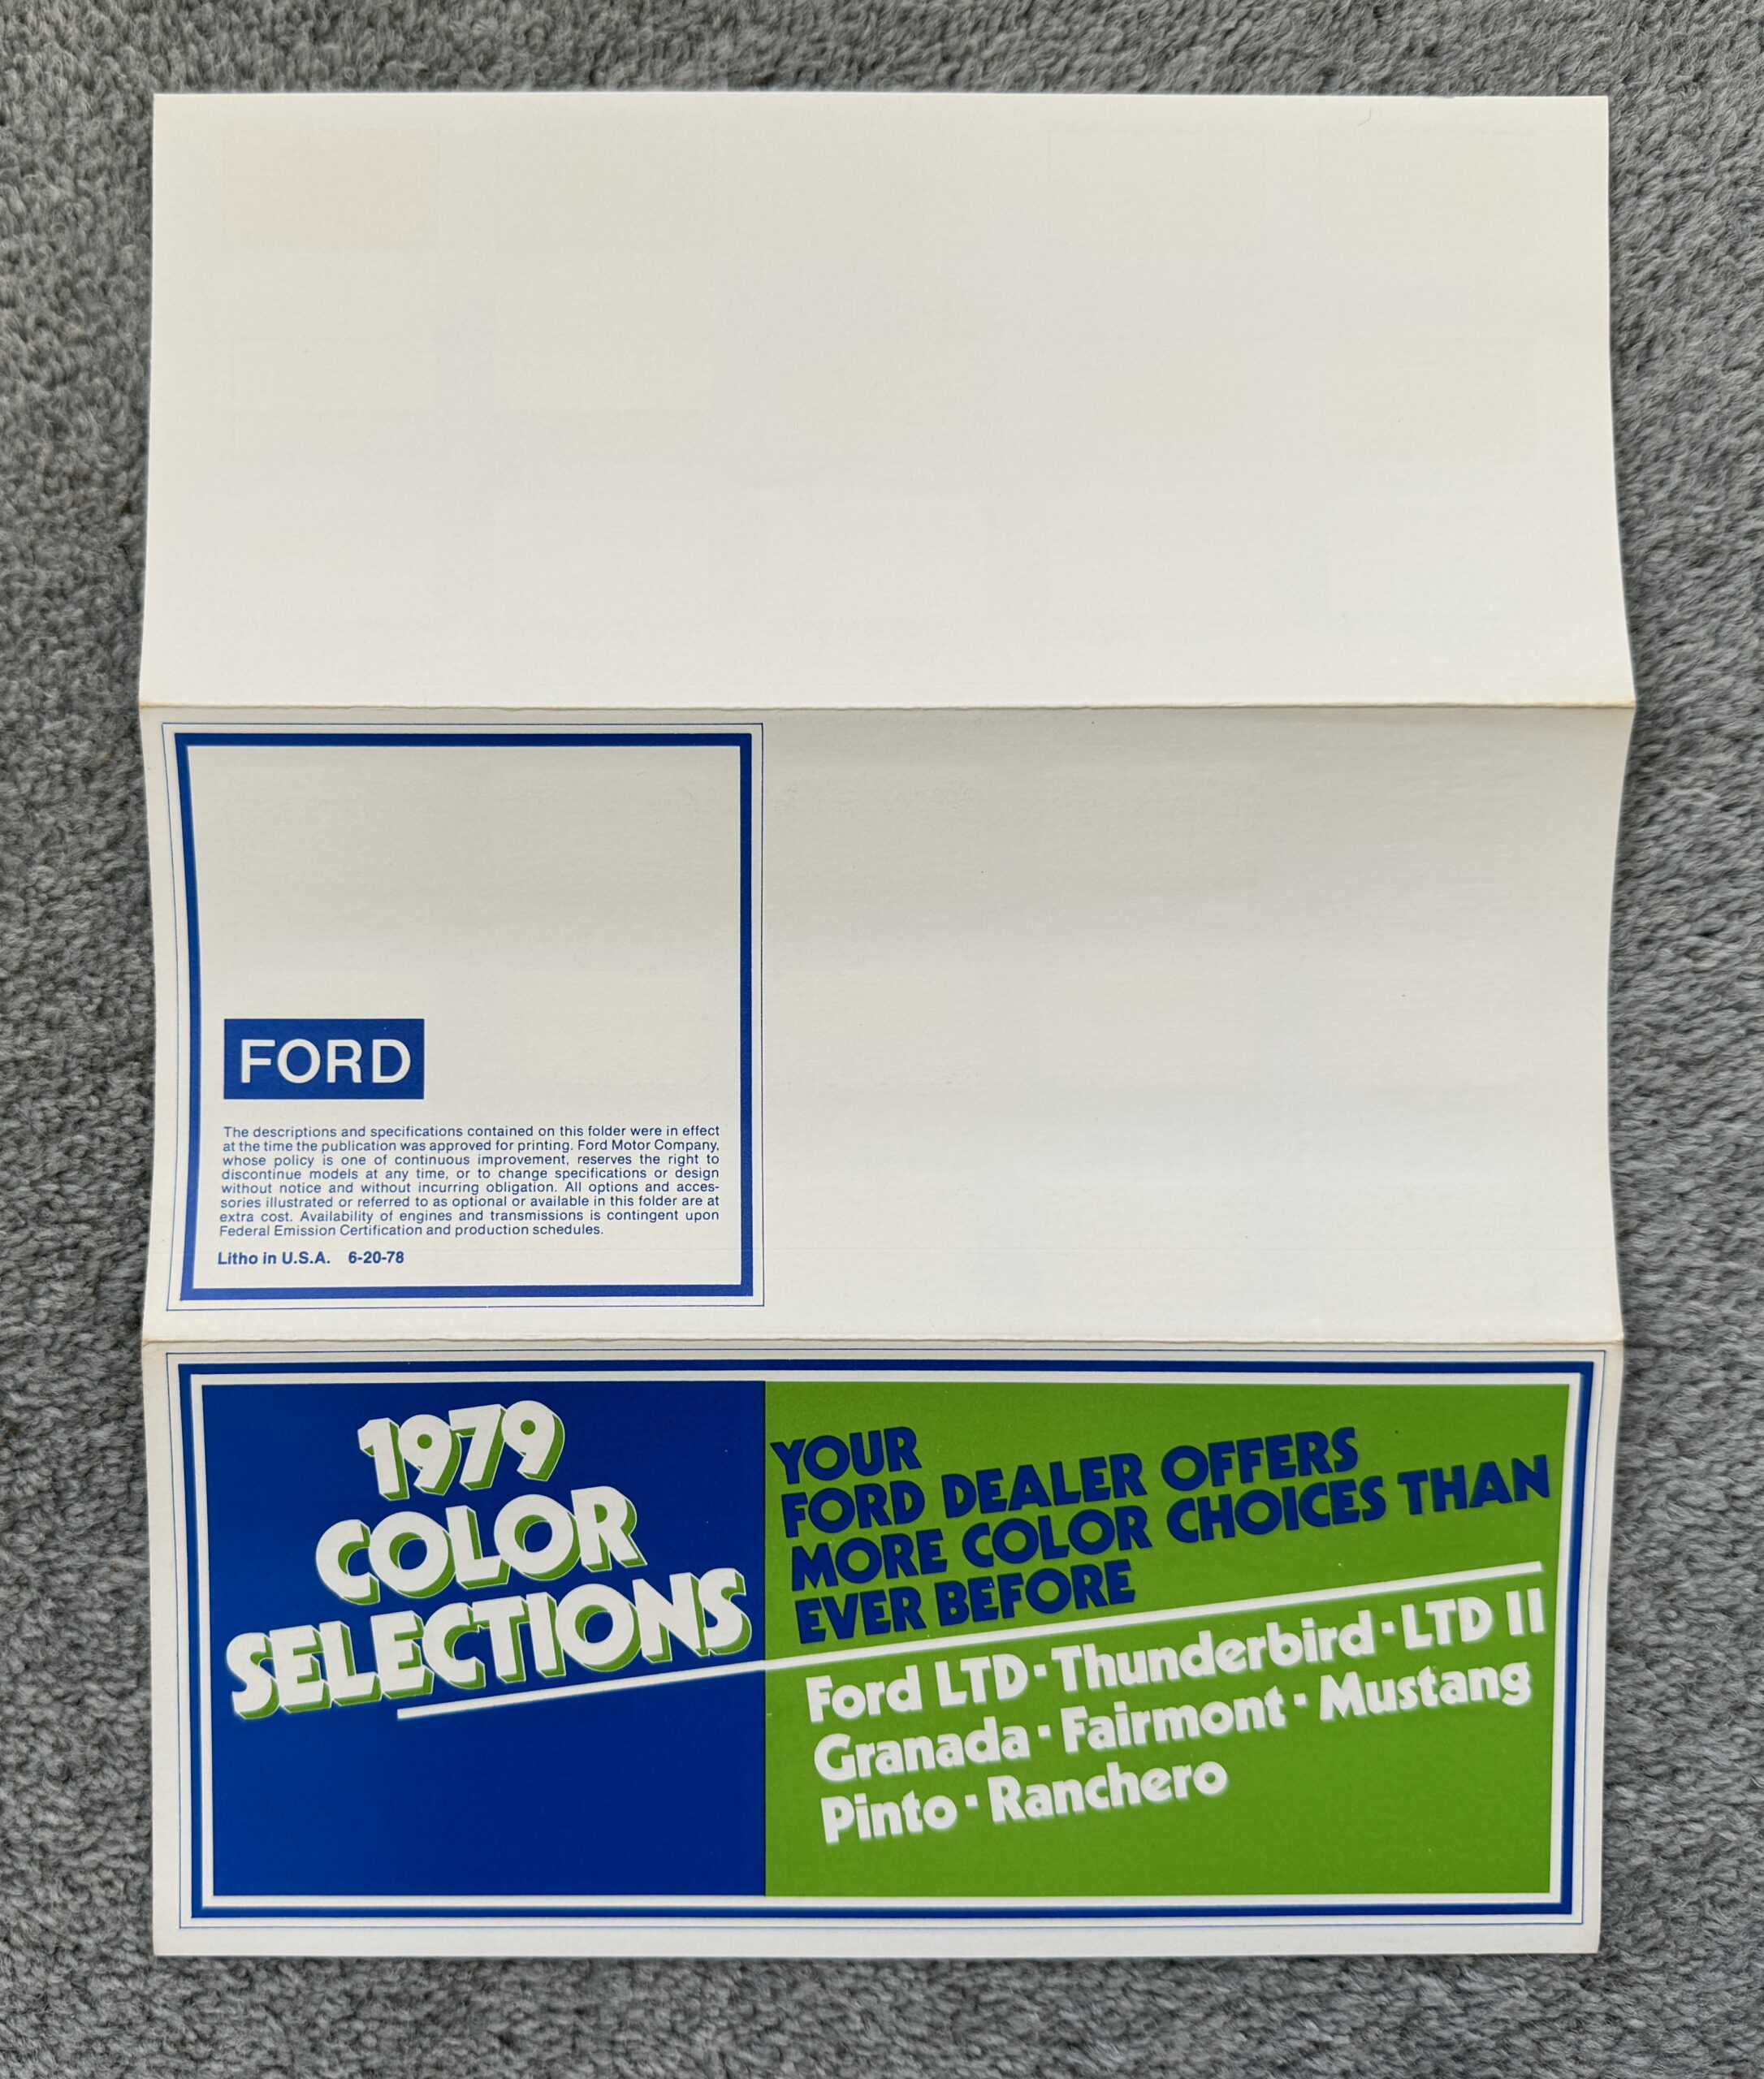 FORD
The descriptions and specifications contained on this folder were in effect
at the time the publication was approved for printing. Ford Motor Company,
whose policy is one of continuous improvement, reserves the right to
discontinue models at any time, or to change specifications or design
without notice and without incurring obligation. All options and acces-
sories illustrated or referred to as optional or available in this folder are at
extra cost. Availability of engines and transmissions is contingent upon
Federal Emission Certification and production schedules.
Litho in U.S.A. 6-20-78
1979
COLOR
SELECTIONS
YOUR
FORD DEALER OFFERS
MORE COLOR CHOICES THAN
EVER BEFORE
Ford LTD · Thunderbird · LTD II
Granada · Fairmont · Mustang
Pinto · Ranchero